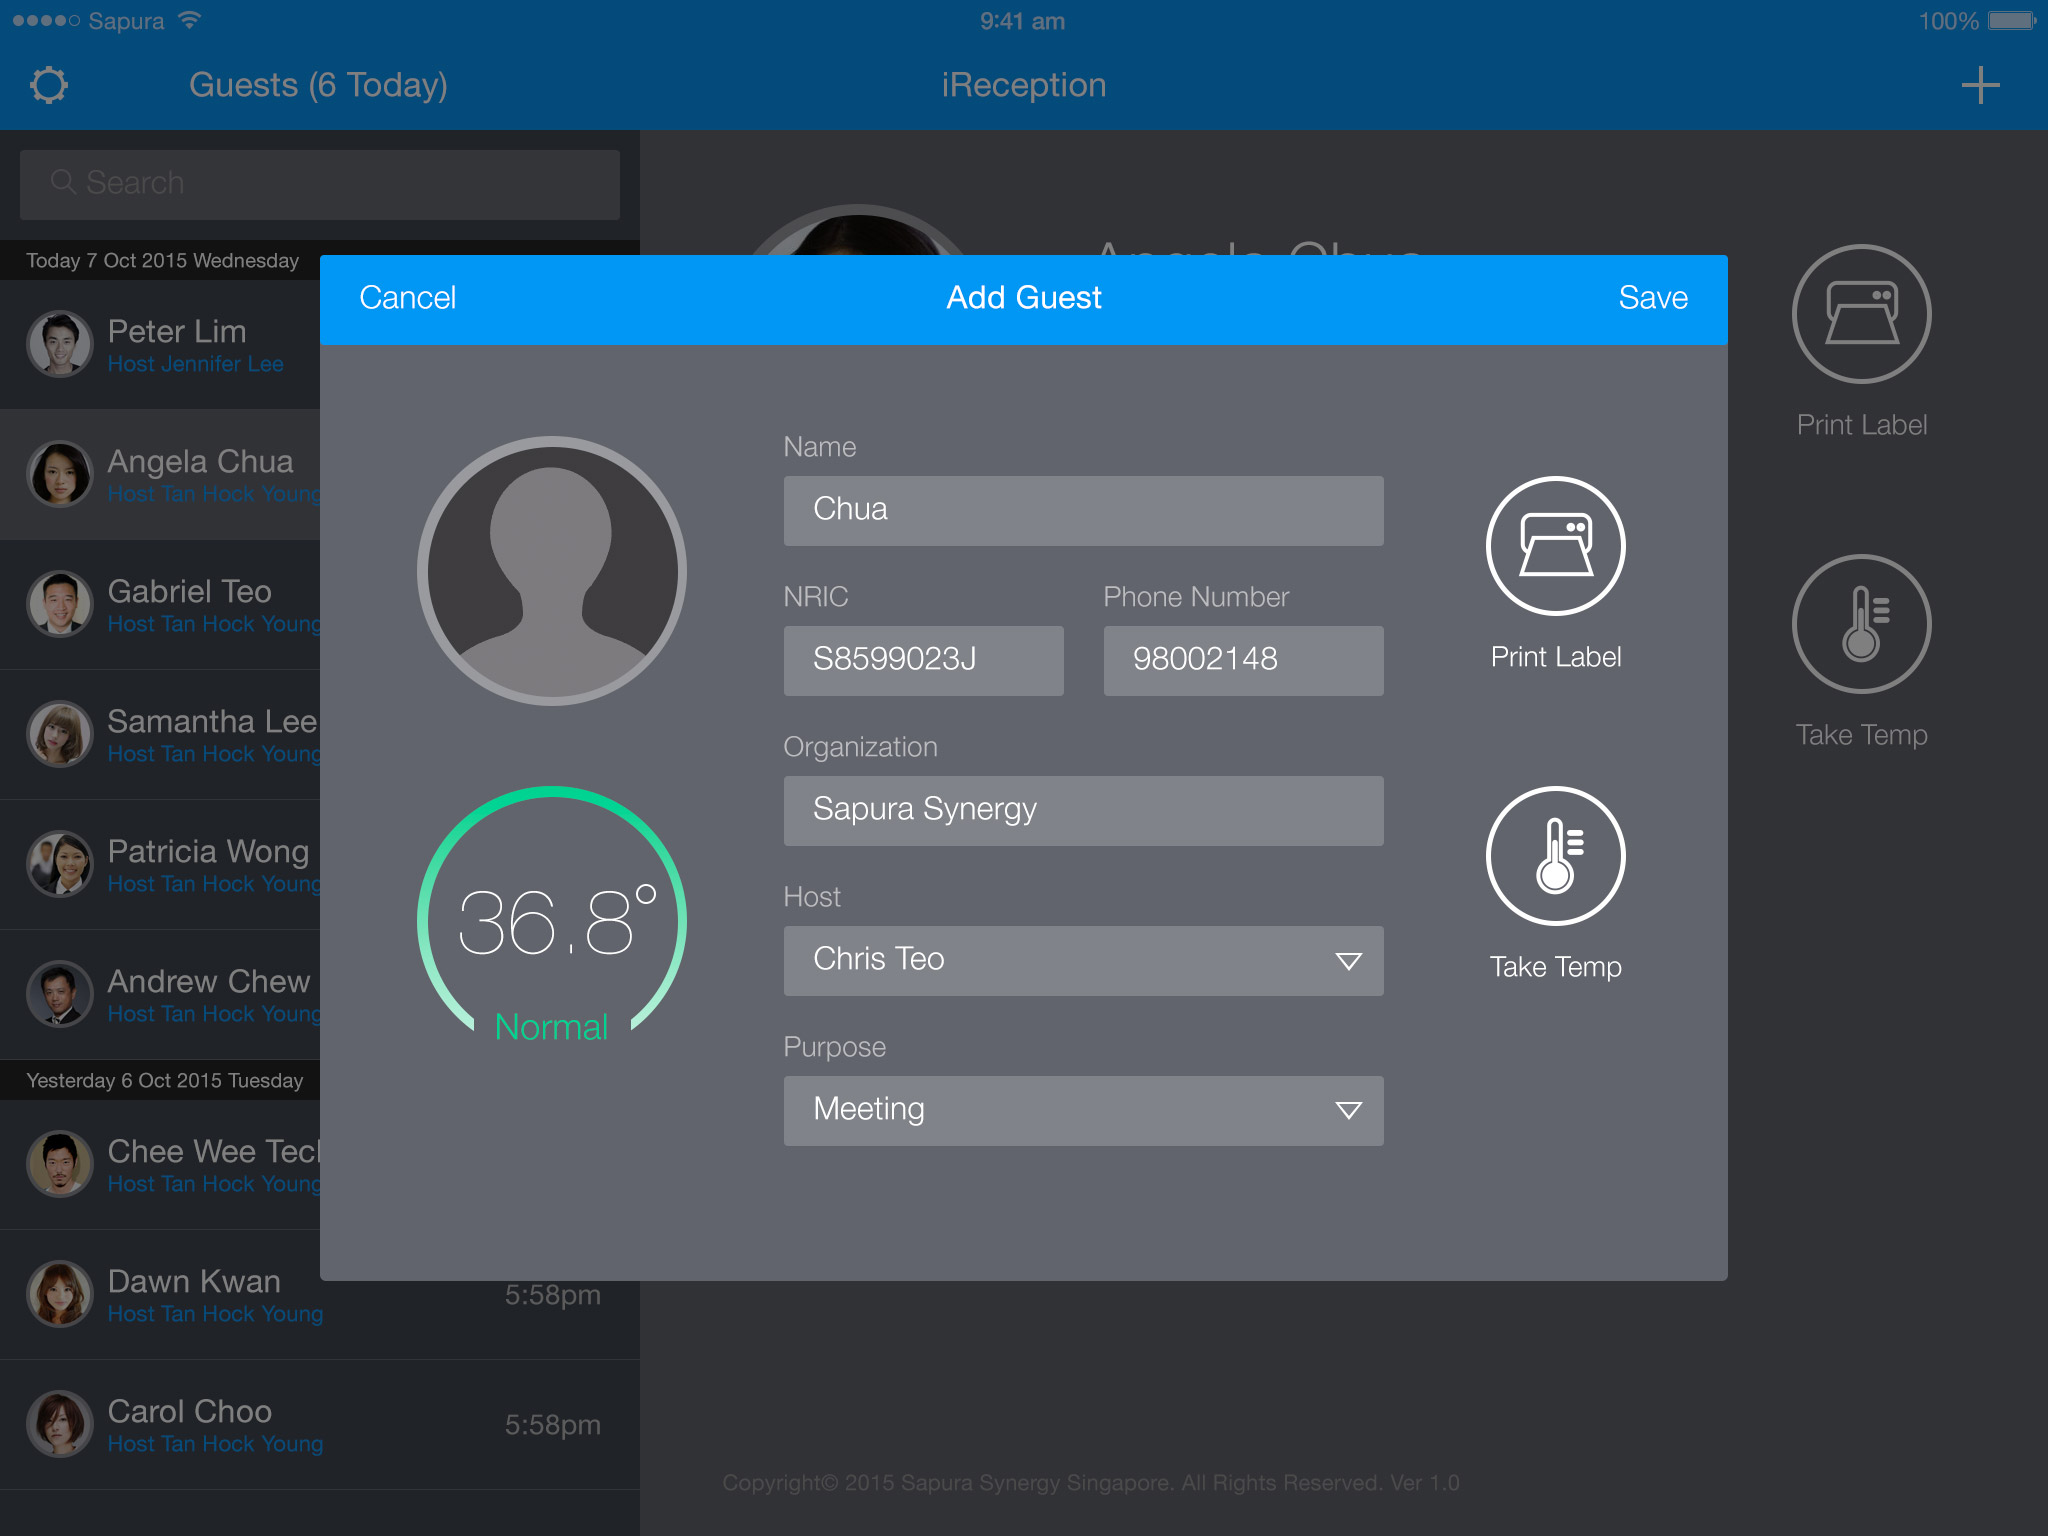 Sapura
9:41 am
100%
Guests (6 Today)
iReception
Search
Today 7 Oct 2015 Wednesday
Peter Lim
Host Jennifer Lee
Angela Chua
Host Tan Hock Young
Gabriel Teo
Host Tan Hock Young
Samantha Lee
Host Tan Hock Young
Patricia Wong
Host Tan Hock Young
Andrew Chew
Host Tan Hock Young
Yesterday 6 Oct 2015 Tuesday
Chee Wee
Host Tan Hock Young
Dawn Kwan
5:58pm
Host Tan Hock Young
Carol Choo
5:58pm
Host Tan Hock Young
Angela Chua
Print Label
Take Temp
Cancel
Add Guest
Save
36.8°
Normal
Name
Chua
NRIC
Phone Number
S8599023J
98002148
Organization
Sapura Synergy
Host
Chris Teo
Purpose
Meeting
Print Label
Take Temp
Copyright© 2015 Sapura Synergy Singapore. All Rights Reserved. Ver 1.0